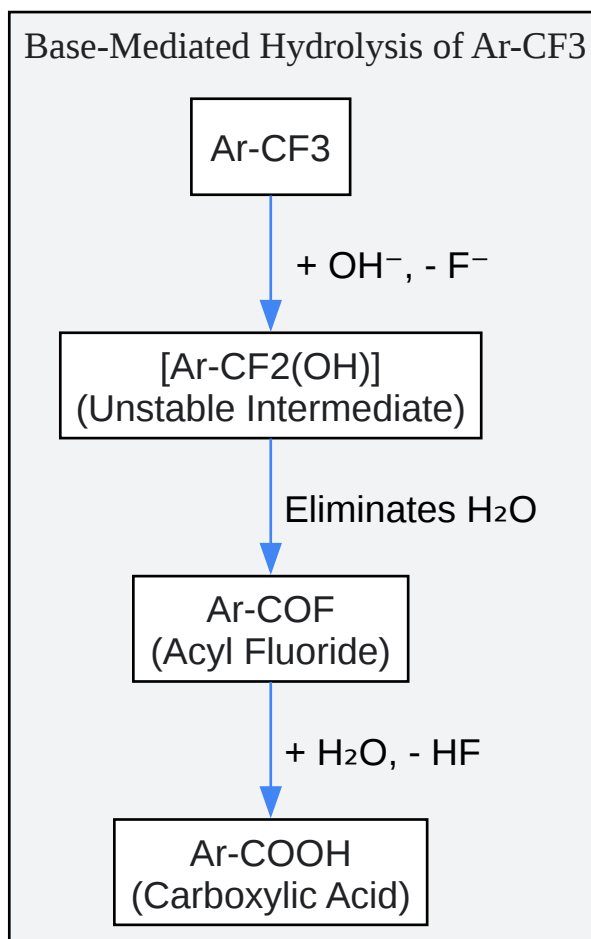 Base-Mediated Hydrolysis of Ar-CF3
Ar-CF3
+ OH⁻, - F⁻
[Ar-CF2(OH)]
(Unstable Intermediate)
Eliminates H₂O
Ar-COF
(Acyl Fluoride)
+ H₂O, - HF
Ar-COOH
(Carboxylic Acid)